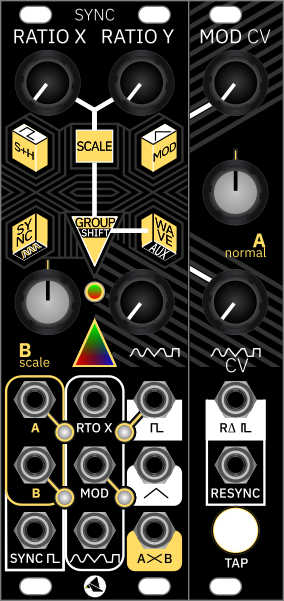 SYNC
RATIO X RATIO Y MOD CV
S+H SCALE MOD
SYNC GROUP SHIFT WAVE AUX
A
normal
B
scale
CV
A RTO X RΔ
B MOD RESYNC
SYNC A B
TAP